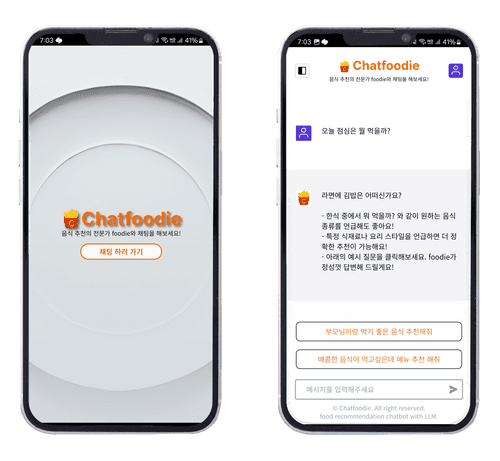 7:03
41%
Chatfoodie
음식 추천의 전문가 foodie와 채팅을 해보세요!
채팅 하러 가기
7:03
41%
Chatfoodie
음식 추천의 전문가 foodie와 채팅을 해보세요!
오늘 점심은 뭘 먹을까?
라면에 김밥은 어떠신가요?
- 한식 중에서 뭐 먹을까? 와 같이 원하는 음식
종류를 언급해도 좋아요!
- 특정 식재료나 요리 스타일을 언급하면 더 정
확한 추천이 가능해요!
- 아래의 예시 질문을 클릭해보세요. foodie가
정성껏 답변해 드릴게요!
부모님이랑 먹기 좋은 음식 추천해줘
매콤한 음식이 먹고싶은데 메뉴 추천 해줘
메시지를 입력해주세요
© Chatfoodie. All right reserved.
food recommendation chatbot with LLM.